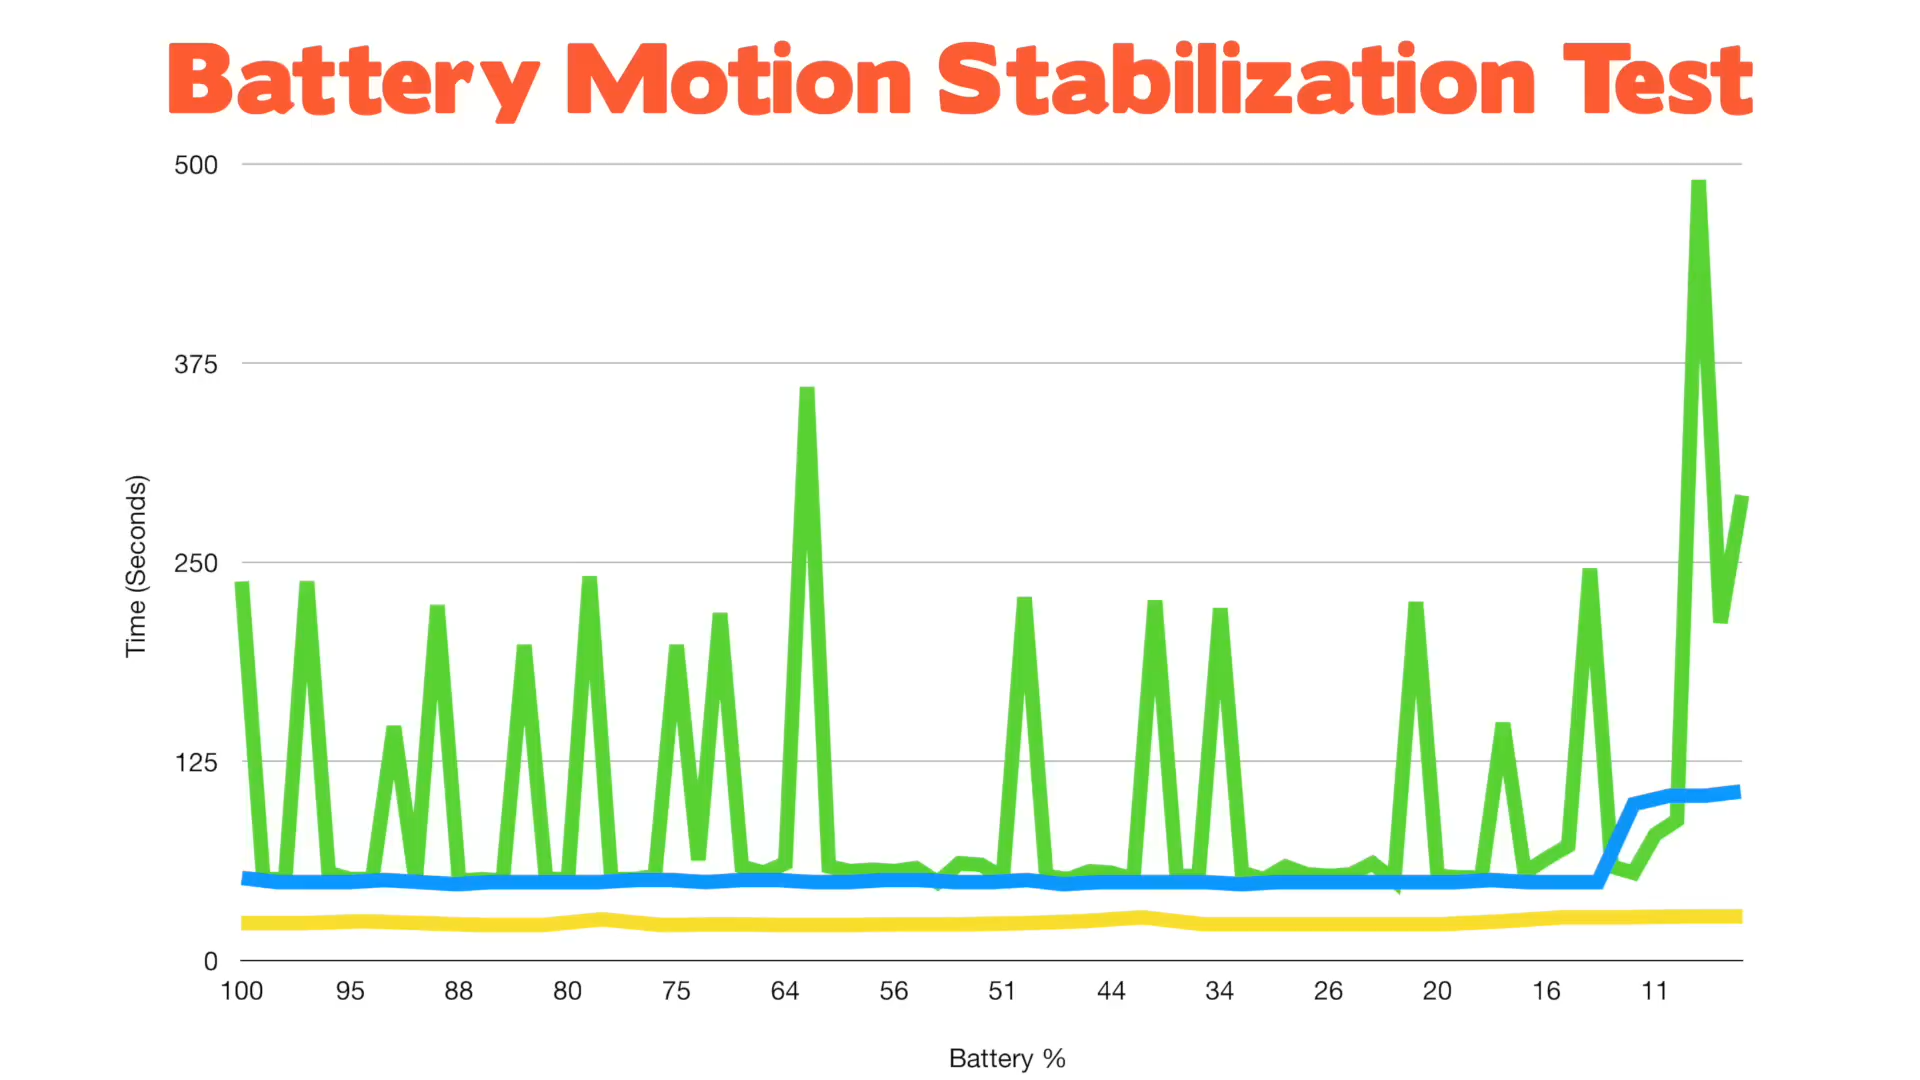 Battery Motion Stabilization Test
500
375
250
125
0
Time (Seconds)
100 95 88 80 75 64 56 51 44 34 26 20 16 11
Battery %